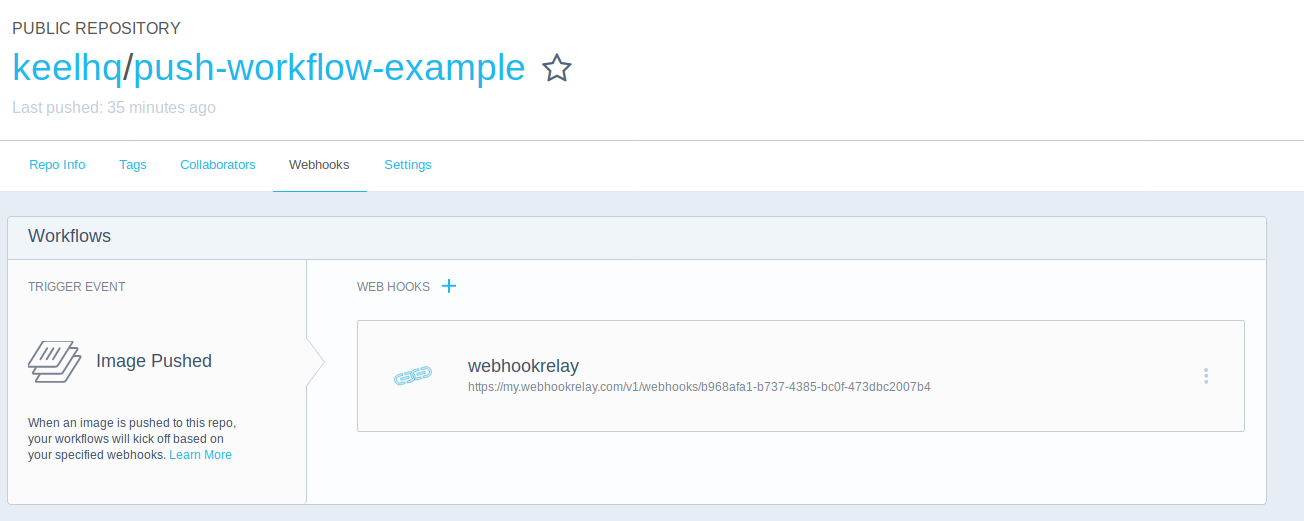 PUBLIC REPOSITORY
keelhq/push-workflow-example
Last pushed: 35 minutes ago
Repo Info Tags Collaborators Webhooks Settings
Workflows
TRIGGER EVENT
Image Pushed
When an image is pushed to this repo,
your workflows will kick off based on
your specified webhooks. Learn More
WEB HOOKS
webhookrelay
https://my.webhookrelay.com/v1/webhooks/b968afa1-b737-4385-bc0f-473dbc2007b4